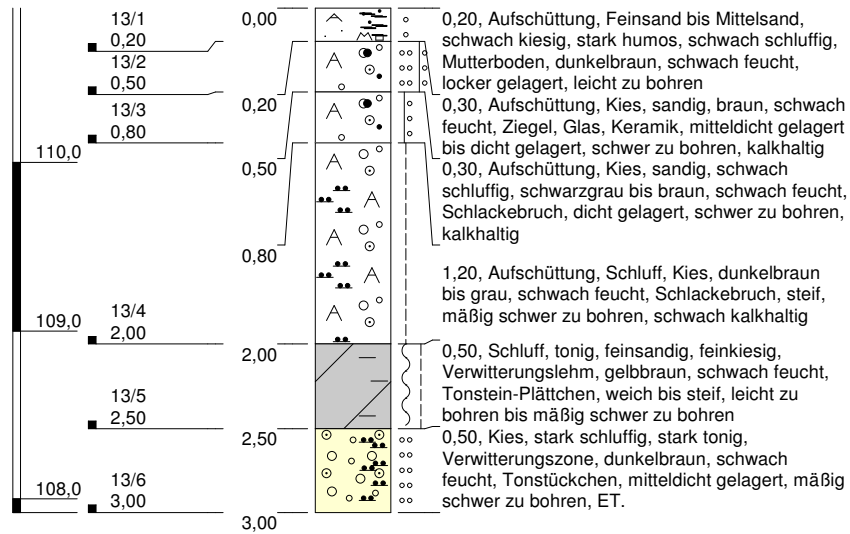 13/1
0,20
13/2
0,50
13/3
0,80
110,0
109,0
13/4
2,00
13/5
2,50
108,0
13/6
3,00
0,00
0,20
0,50
0,80
2,00
2,50
3,00
0,20, Aufschüttung, Feinsand bis Mittelsand,
schwach kiesig, stark humos, schwach schluffig,
Mutterboden, dunkelbraun, schwach feucht,
locker gelagert, leicht zu bohren
0,30, Aufschüttung, Kies, sandig, braun, schwach
feucht, Ziegel, Glas, Keramik, mitteldicht gelagert
bis dicht gelagert, schwer zu bohren, kalkhaltig
0,30, Aufschüttung, Kies, sandig, schwach
schluffig, schwarzgrau bis braun, schwach feucht,
Schlackebruch, dicht gelagert, schwer zu bohren,
kalkhaltig
1,20, Aufschüttung, Schluff, Kies, dunkelbraun
bis grau, schwach feucht, Schlackebruch, steif,
mäßig schwer zu bohren, schwach kalkhaltig
0,50, Schluff, tonig, feinsandig, feinkiesig,
Verwitterungslehm, gelbbraun, schwach feucht,
Tonstein-Plättchen, weich bis steif, leicht zu
bohren bis mäßig schwer zu bohren
0,50, Kies, stark schluffig, stark tonig,
Verwitterungszone, dunkelbraun, schwach
feucht, Tonstückchen, mitteldicht gelagert, mäßig
schwer zu bohren, ET.